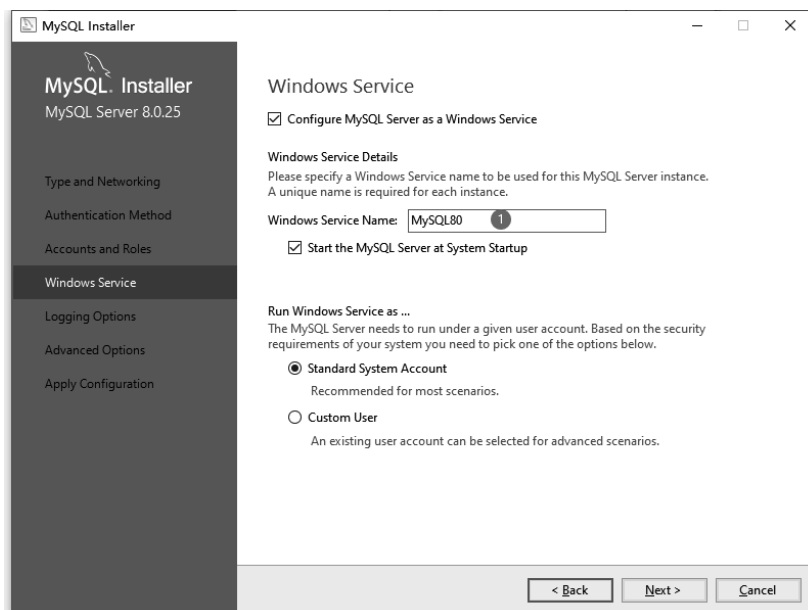 MySQL Installer
MySQL. Installer
MySQL Server 8.0.25
Type and Networking
Authentication Method
Accounts and Roles
Windows Service
Logging Options
Advanced Options
Apply Configuration
Windows Service
Configure MySQL Server as a Windows Service
Windows Service Details
Please specify a Windows Service name to be used for this MySQL Server instance.
A unique name is required for each instance.
Windows Service Name: MySQL80 1
Start the MySQL Server at System Startup
Run Windows Service as ...
The MySQL Server needs to run under a given user account. Based on the security
requirements of your system you need to pick one of the options below.
Standard System Account
Recommended for most scenarios.
Custom User
An existing user account can be selected for advanced scenarios.
< Back Next > Cancel